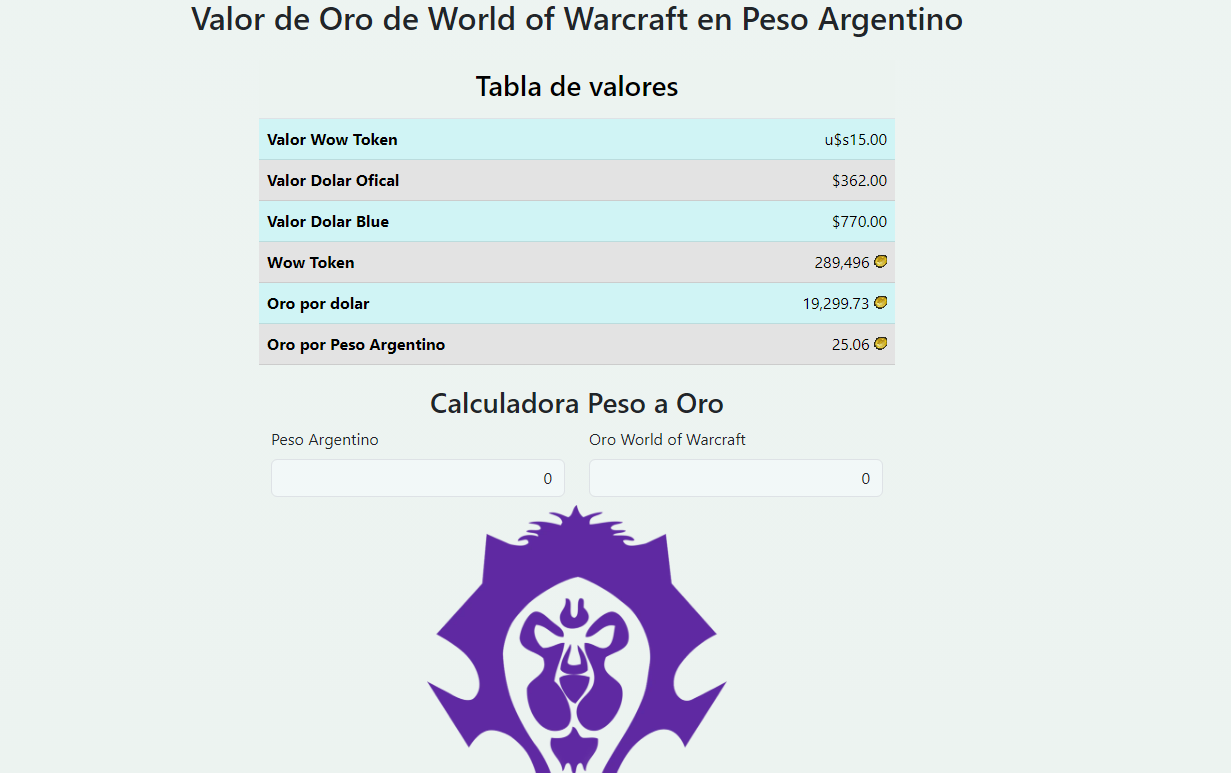 Valor de Oro de World of Warcraft en Peso Argentino
Tabla de valores
Valor Wow Token u$s15.00
Valor Dolar Ofical $362.00
Valor Dolar Blue $770.00
Wow Token 289,496
Oro por dolar 19,299.73
Oro por Peso Argentino 25.06
Calculadora Peso a Oro
Peso Argentino Oro World of Warcraft
0 0